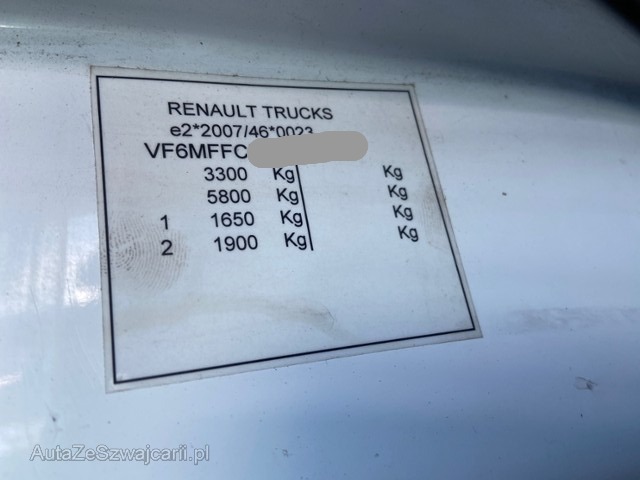 RENAULT TRUCKS
e2*2007/46*0023
VF6MFFC
3300 Kg Kg
5800 Kg Kg
1 1650 Kg Kg
2 1900 Kg Kg
AutaZeSzwajcarii.pl